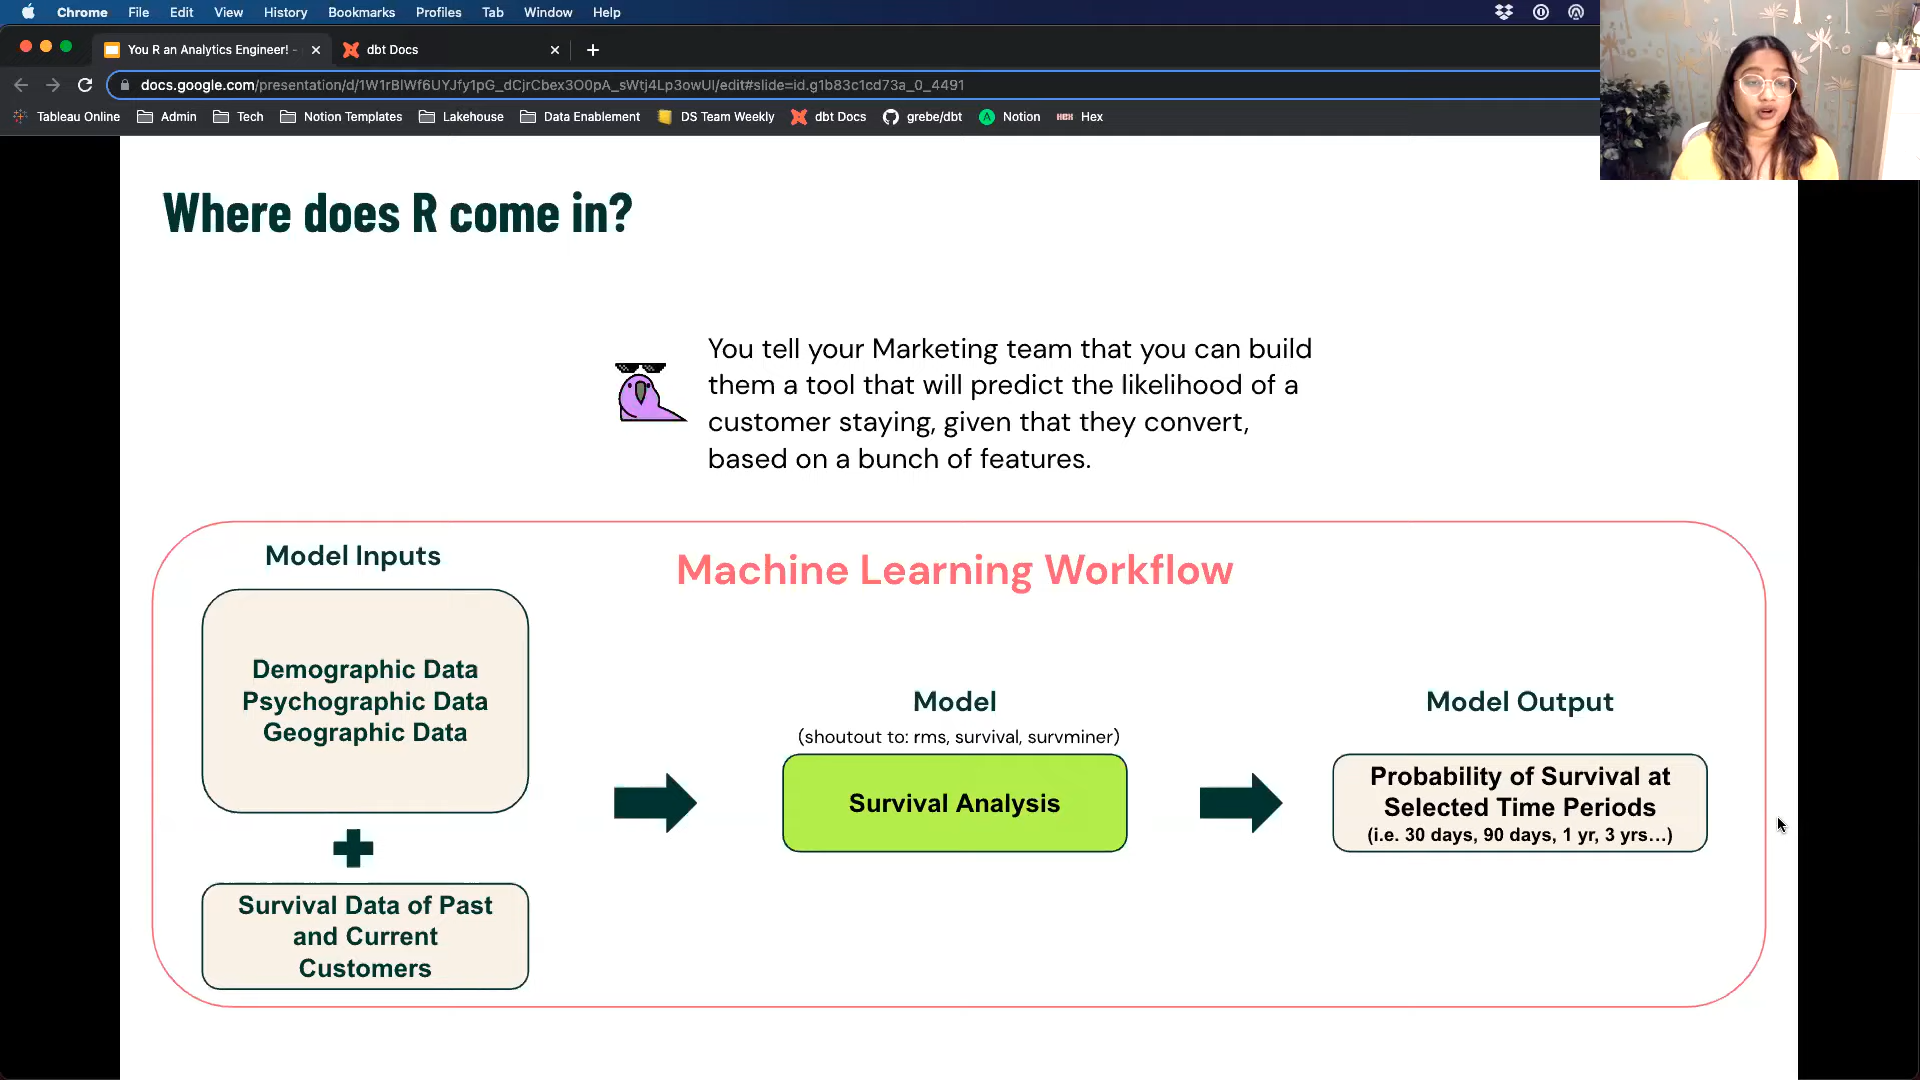 Chrome File Edit View History Bookmarks Profiles Tab Window Help
You R an Analytics Engineer! - dbt Docs
docs.google.com/presentation/d/1W1rBlWf6UYJfy1pG_dCjrCbex3O0pA_sWtj4Lp3owUI/edit#slide=id.g1b83c1cd73a_0_4491
Tableau Online Admin Tech Notion Templates Lakehouse Data Enablement DS Team Weekly dbt Docs grebe/dbt Notion HEX Hex
Where does R come in?
You tell your Marketing team that you can build
them a tool that will predict the likelihood of a
customer staying, given that they convert,
based on a bunch of features.
Machine Learning Workflow
Model Inputs
Demographic Data
Psychographic Data
Geographic Data
Survival Data of Past
and Current
Customers
Model
(shoutout to: rms, survival, survminer)
Survival Analysis
Model Output
Probability of Survival at
Selected Time Periods
(i.e. 30 days, 90 days, 1 yr, 3 yrs...)